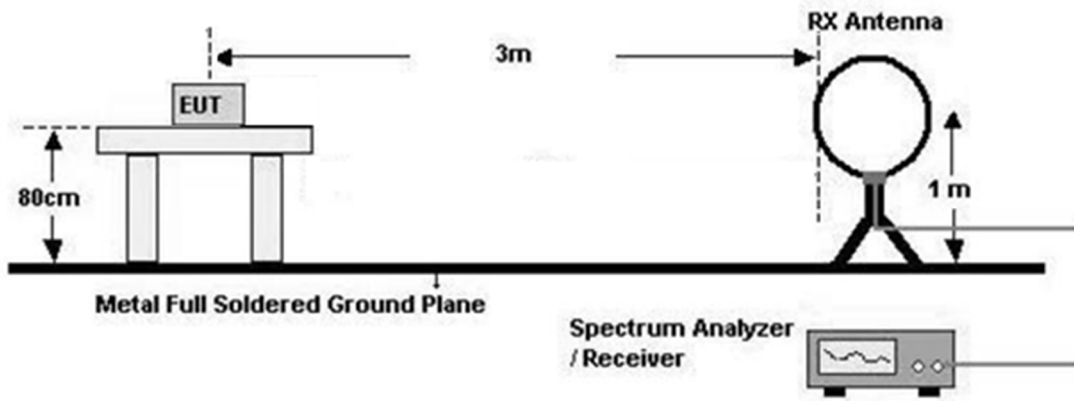 RX Antenna
3m
EUT
80cm
1 m
Metal Full Soldered Ground Plane
Spectrum Analyzer
/ Receiver